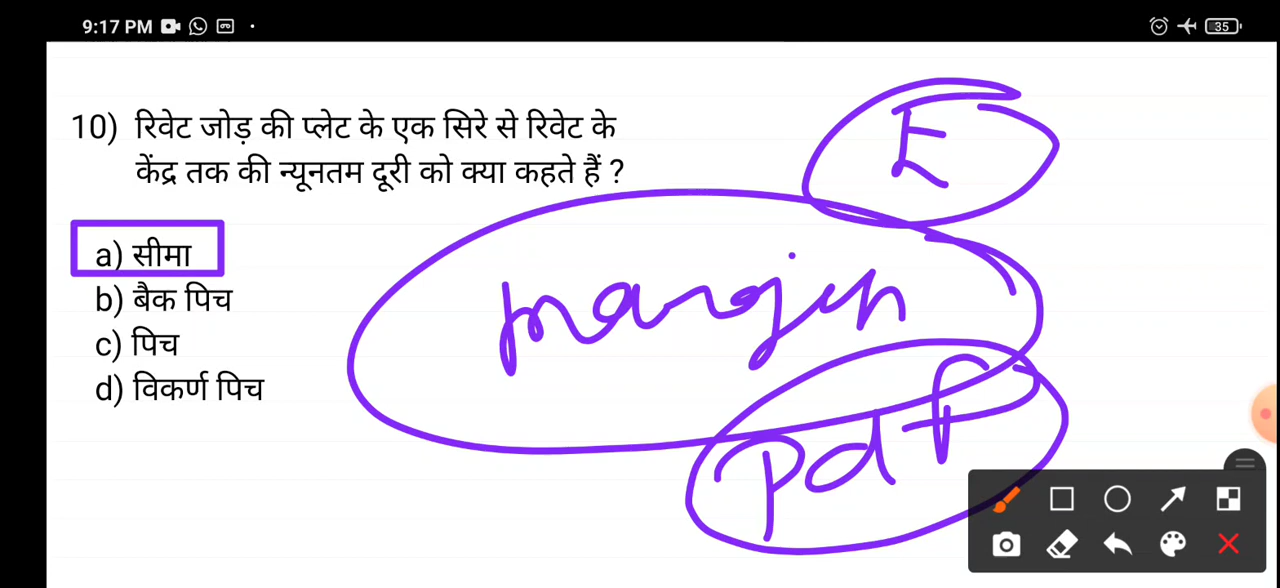 9:17 PM
35
10) रिवेट जोड़ की प्लेट के एक सिरे से रिवेट के
केंद्र तक की न्यूनतम दूरी को क्या कहते हैं ?
E
a) सीमा
b) बैक पिच
margin
c) पिच
d) विकर्ण पिच
pdf